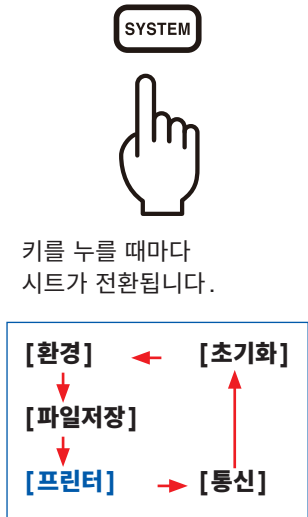 SYSTEM
키를 누를 때마다
시트가 전환됩니다.
[환경] [초기화]
[파일저장]
[프린터] [통신]